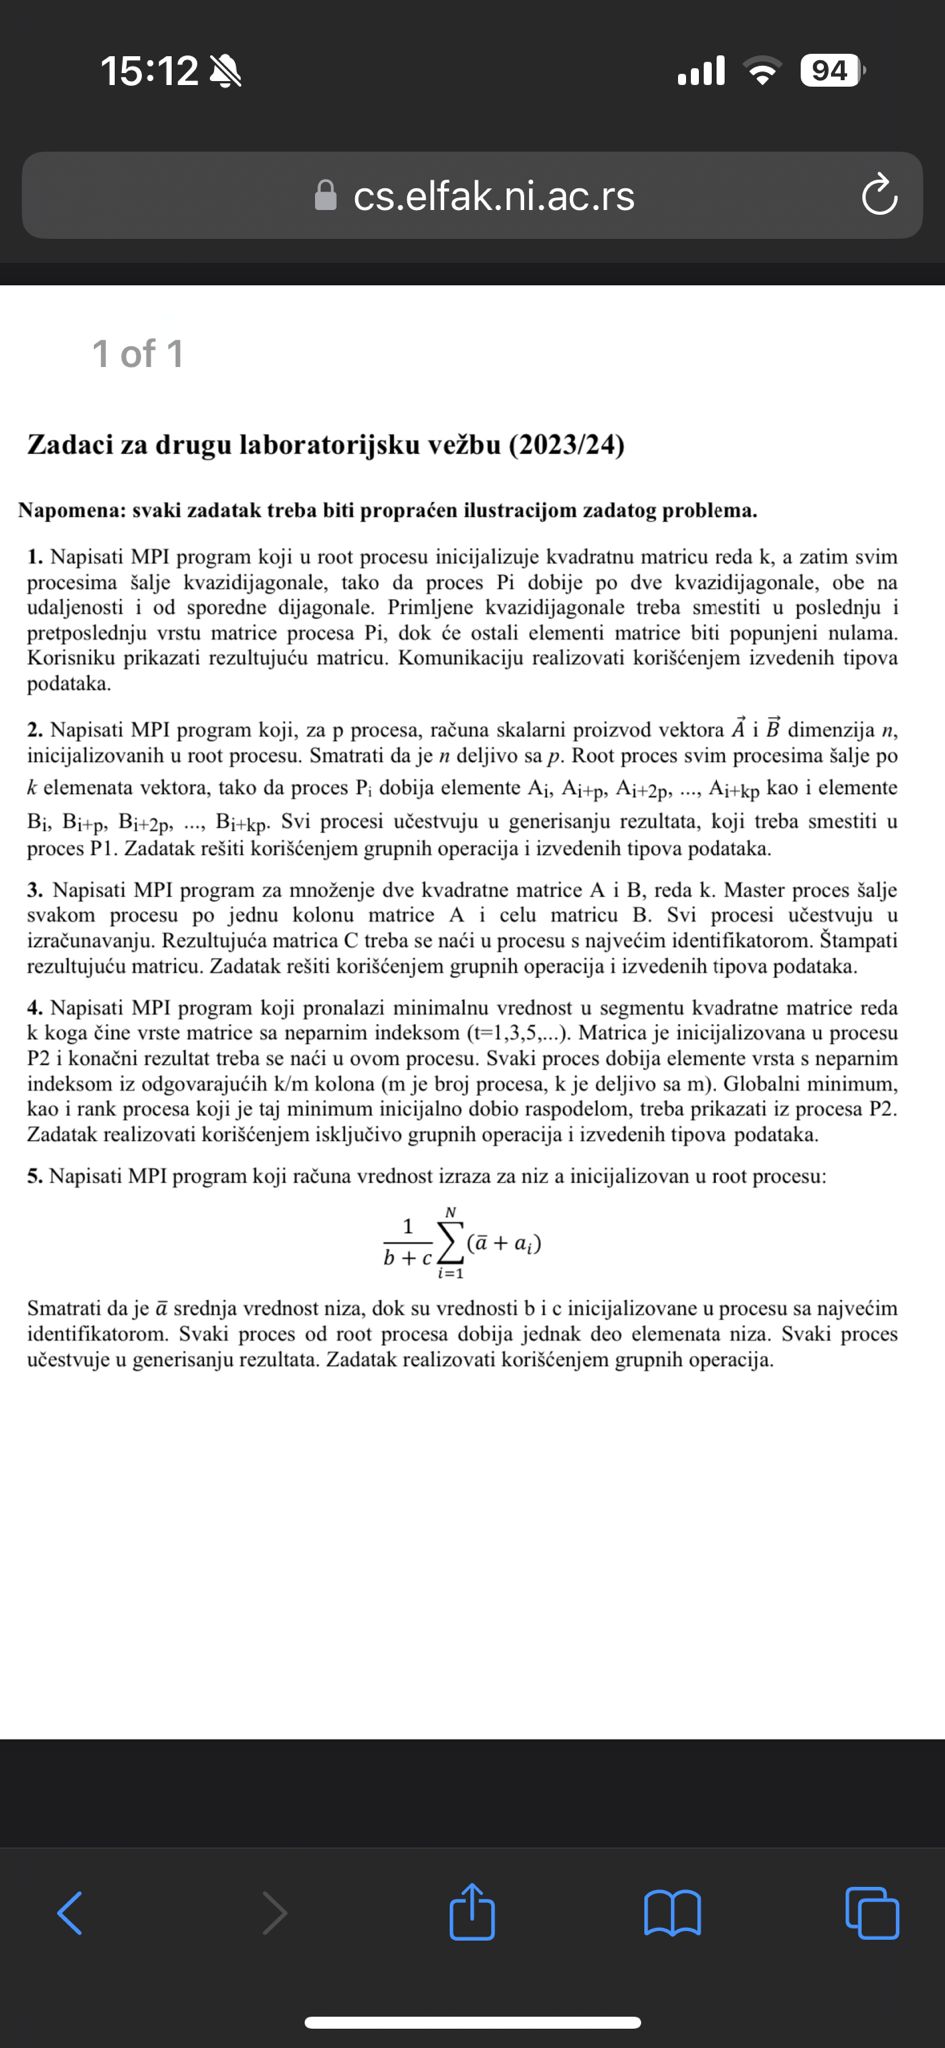 15:12
94
cs.elfak.ni.ac.rs
1 of 1
Zadaci za drugu laboratorijsku vežbu (2023/24)
Napomena: svaki zadatak treba biti propraćen ilustracijom zadatog problema.
1. Napisati MPI program koji u root procesu inicijalizuje kvadratnu matricu reda k, a zatim svim
procesima šalje kvazidijagonale, tako da proces Pi dobije po dve kvazidijagonale, obe na
udaljenosti i od sporedne dijagonale. Primljene kvazidijagonale treba smestiti u poslednju i
pretposlednju vrstu matrice procesa Pi, dok će ostali elementi matrice biti popunjeni nulama.
Korisniku prikazati rezultujuću matricu. Komunikaciju realizovati korišćenjem izvedenih tipova
podataka.
2. Napisati MPI program koji, za p procesa, računa skalarni proizvod vektora A⃗ i B⃗ dimenzija n,
inicijalizovanih u root procesu. Smatrati da je n deljivo sa p. Root proces svim procesima šalje po
k elemenata vektora, tako da proces Pi dobija elemente Ai, Ai+p, Ai+2p, ..., Ai+kp kao i elemente
Bi, Bi+p, Bi+2p, ..., Bi+kp. Svi procesi učestvuju u generisanju rezultata, koji treba smestiti u
proces P1. Zadatak rešiti korišćenjem grupnih operacija i izvedenih tipova podataka.
3. Napisati MPI program za množenje dve kvadratne matrice A i B, reda k. Master proces šalje
svakom procesu po jednu kolonu matrice A i celu matricu B. Svi procesi učestvuju u
izračunavanju. Rezultujuća matrica C treba se naći u procesu s najvećim identifikatorom. Štampati
rezultujuću matricu. Zadatak rešiti korišćenjem grupnih operacija i izvedenih tipova podataka.
4. Napisati MPI program koji pronalazi minimalnu vrednost u segmentu kvadratne matrice reda
k koga čine vrste matrice sa neparnim indeksom (t=1,3,5,...). Matrica je inicijalizovana u procesu
P2 i konačni rezultat treba se naći u ovom procesu. Svaki proces dobija elemente vrsta s neparnim
indeksom iz odgovarajućih k/m kolona (m je broj procesa, k je deljivo sa m). Globalni minimum,
kao i rank procesa koji je taj minimum inicijalno dobio raspodelom, treba prikazati iz procesa P2.
Zadatak realizovati korišćenjem isključivo grupnih operacija i izvedenih tipova podataka.
5. Napisati MPI program koji računa vrednost izraza za niz a inicijalizovan u root procesu:
1/(b + c) ∑_{i=1}^{N} (ā + aᵢ)
Smatrati da je ā srednja vrednost niza, dok su vrednosti b i c inicijalizovane u procesu sa najvećim
identifikatorom. Svaki proces od root procesa dobija jednak deo elemenata niza. Svaki proces
učestvuje u generisanju rezultata. Zadatak realizovati korišćenjem grupnih operacija.